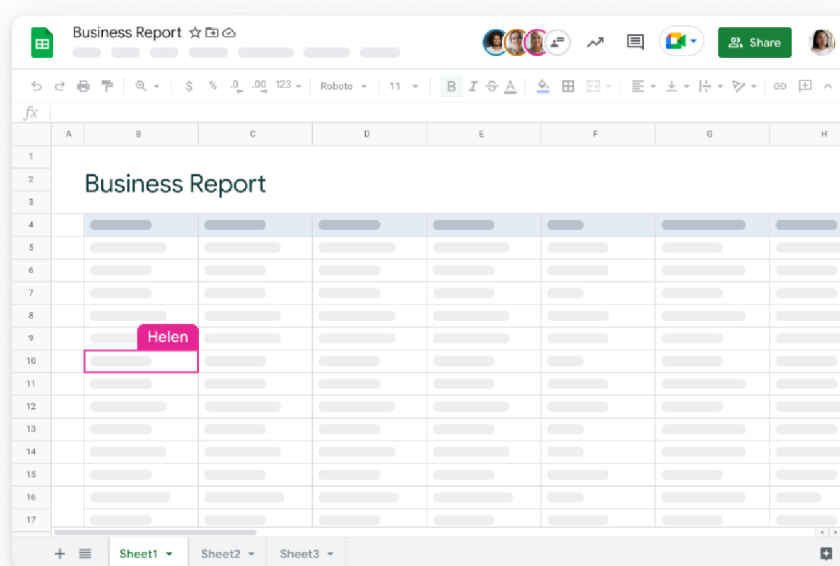 Business Report
Share
$ % .0 .00 123 Roboto 11 B I S A
fx
A B C D E F G H
1
2
Business Report
3
4
5
6
7
8
9
Helen
10
11
12
13
14
15
16
17
Sheet1 Sheet2 Sheet3